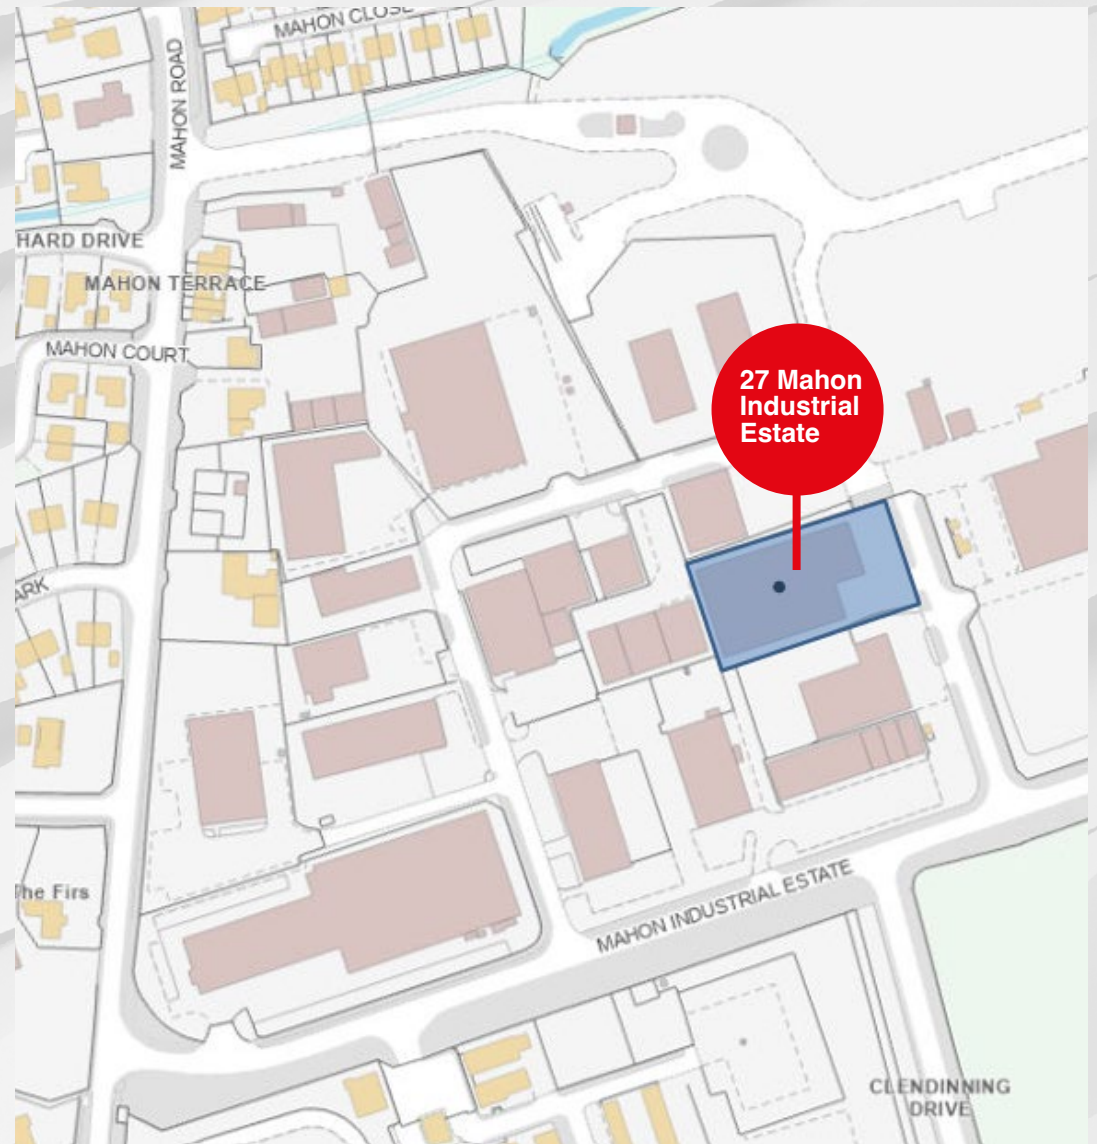 MAHON CLOSE
MAHON ROAD
HARD DRIVE
MAHON TERRACE
MAHON COURT
27 Mahon
Industrial
Estate
ARK
The Firs
MAHON INDUSTRIAL ESTATE
CLENDINNING
DRIVE